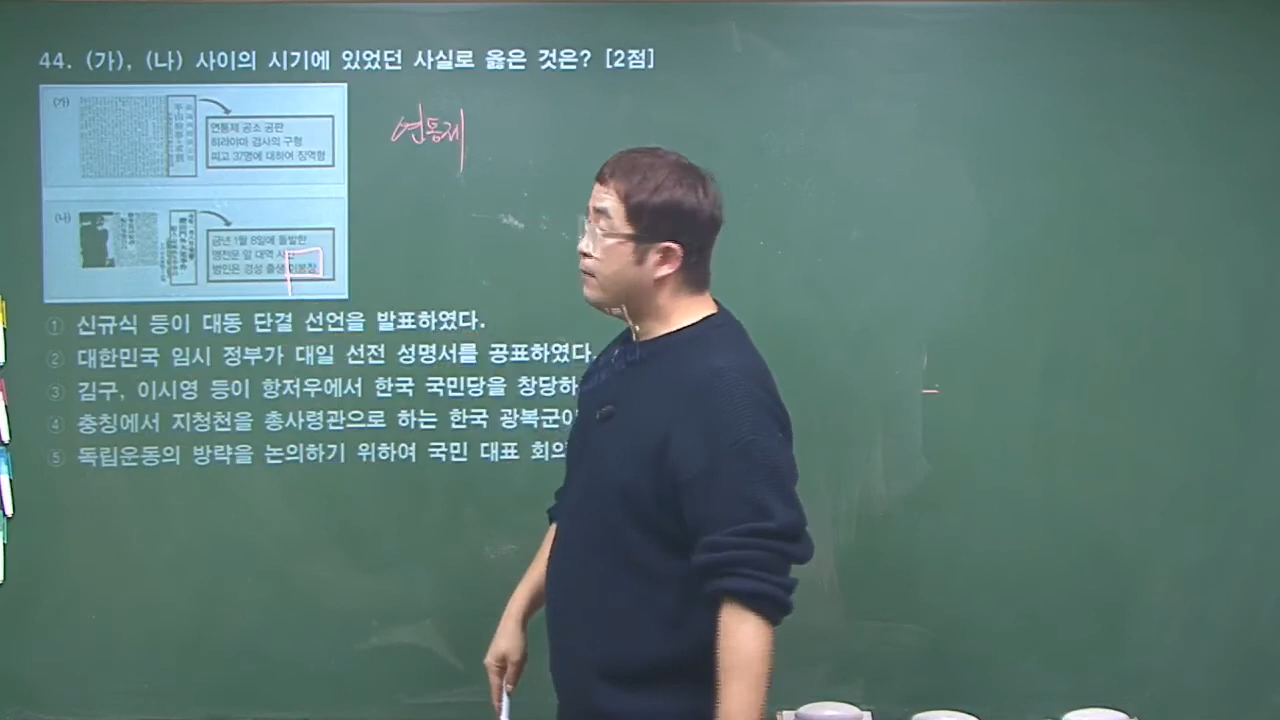 44. (가), (나) 사이의 시기에 있었던 사실로 옳은 것은? [2점]
(가)
연통제 공소 공판
히라야마 검사의 구형
피고 37명에 대하여 징역형
연통제
(나)
금년 1월 8일에 돌발한
앵전문 앞 대역 사건
범인은 경성 출생 이봉창
① 신규식 등이 대동 단결 선언을 발표하였다.
② 대한민국 임시 정부가 대일 선전 성명서를 공표하였다.
③ 김구, 이시영 등이 항저우에서 한국 국민당을 창당하
④ 충칭에서 지청천을 총사령관으로 하는 한국 광복군이
⑤ 독립운동의 방략을 논의하기 위하여 국민 대표 회의